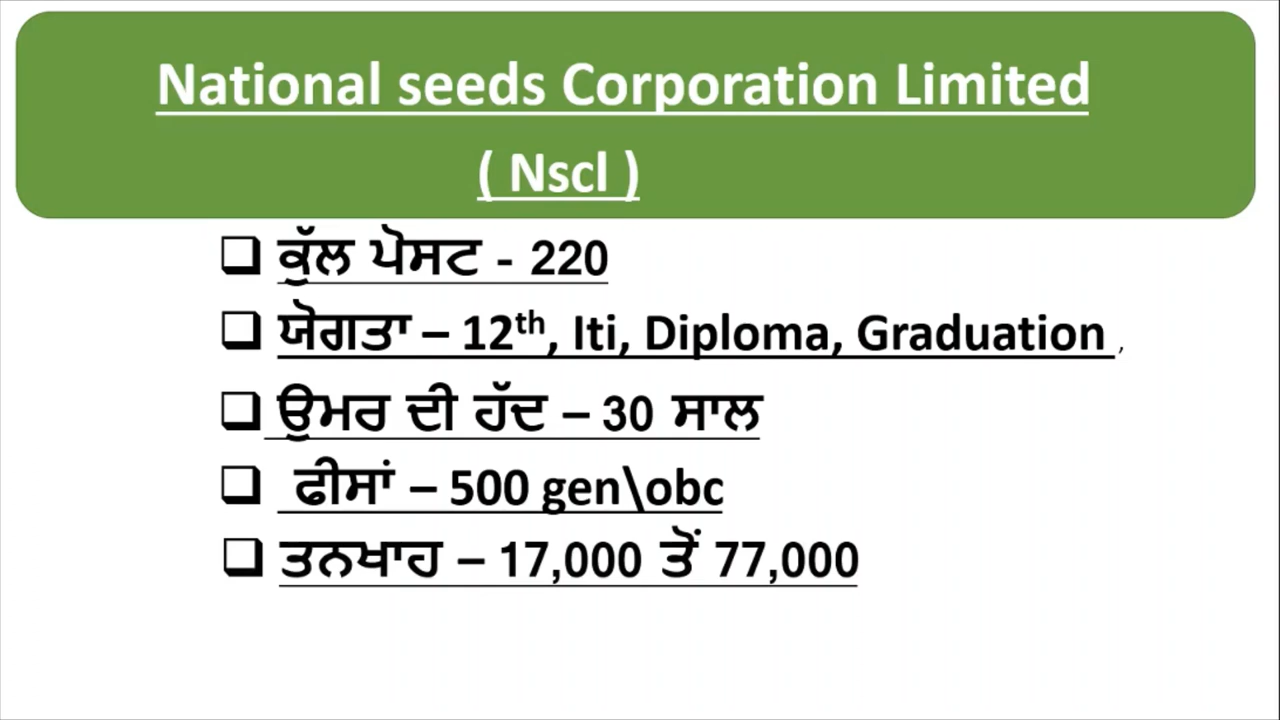 National seeds Corporation Limited
( Nscl )
❑ ਕੁੱਲ ਪੋਸਟ - 220
❑ ਯੋਗਤਾ – 12th, Iti, Diploma, Graduation ,
❑ ਉਮਰ ਦੀ ਹੱਦ – 30 ਸਾਲ
❑ ਫੀਸਾਂ – 500 gen\obc
❑ ਤਨਖਾਹ – 17,000 ਤੋਂ 77,000